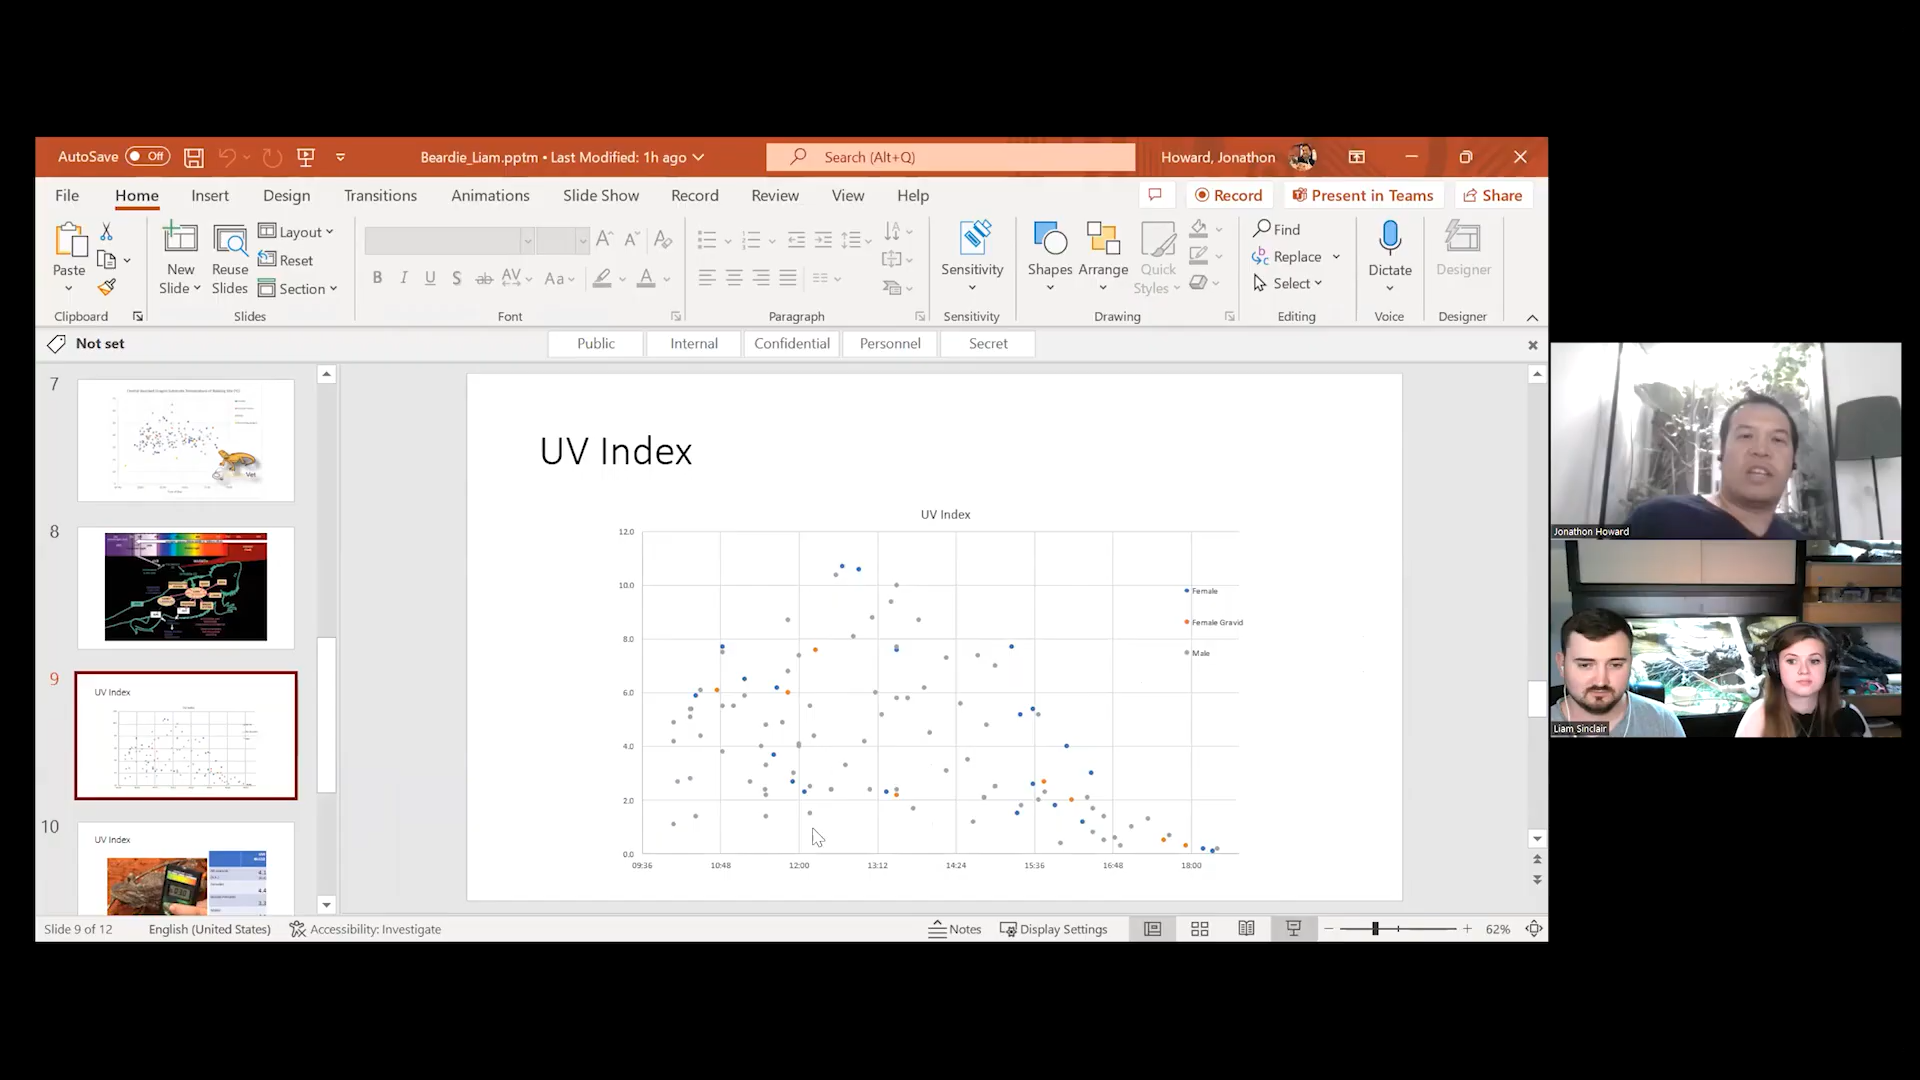 AutoSave Off
Beardie_Liam.pptm • Last Modified: 1h ago
Search (Alt+Q)
Howard, Jonathon
File Home Insert Design Transitions Animations Slide Show Record Review View Help
Record Present in Teams Share
Paste
New Slide
Reuse Slides
Layout
Reset
Section
Find
Replace
Select
Sensitivity
Shapes Arrange Quick Styles
Dictate
Designer
Clipboard Slides Font Paragraph Sensitivity Drawing Editing Voice Designer
Not set
Public Internal Confidential Personnel Secret
7
8
9
UV Index
10
UV Index
UV Index
UV Index
12.0
10.0
8.0
6.0
4.0
2.0
0.0
09:36 10:48 12:00 13:12 14:24 15:36 16:48 18:00
Female
Female Gravid
Male
Jonathon Howard
Liam Sinclair
Slide 9 of 12 English (United States) Accessibility: Investigate Notes Display Settings 62%